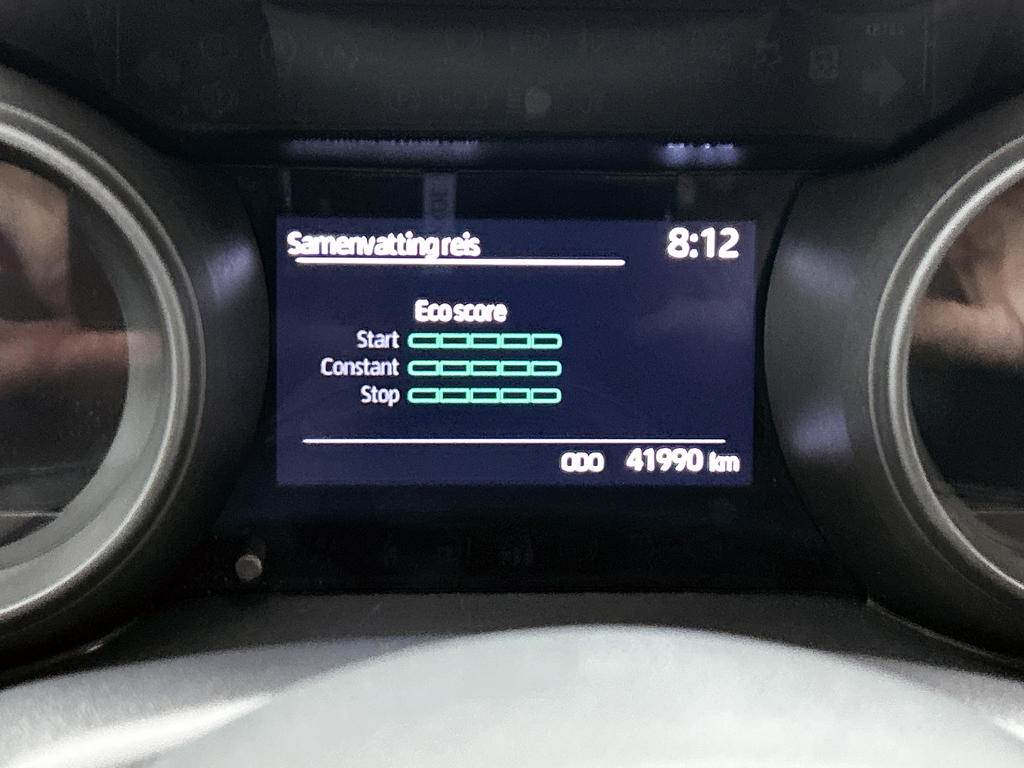 Samenvatting reis 8:12
Eco score
Start
Constant
Stop
ODO 41990 km